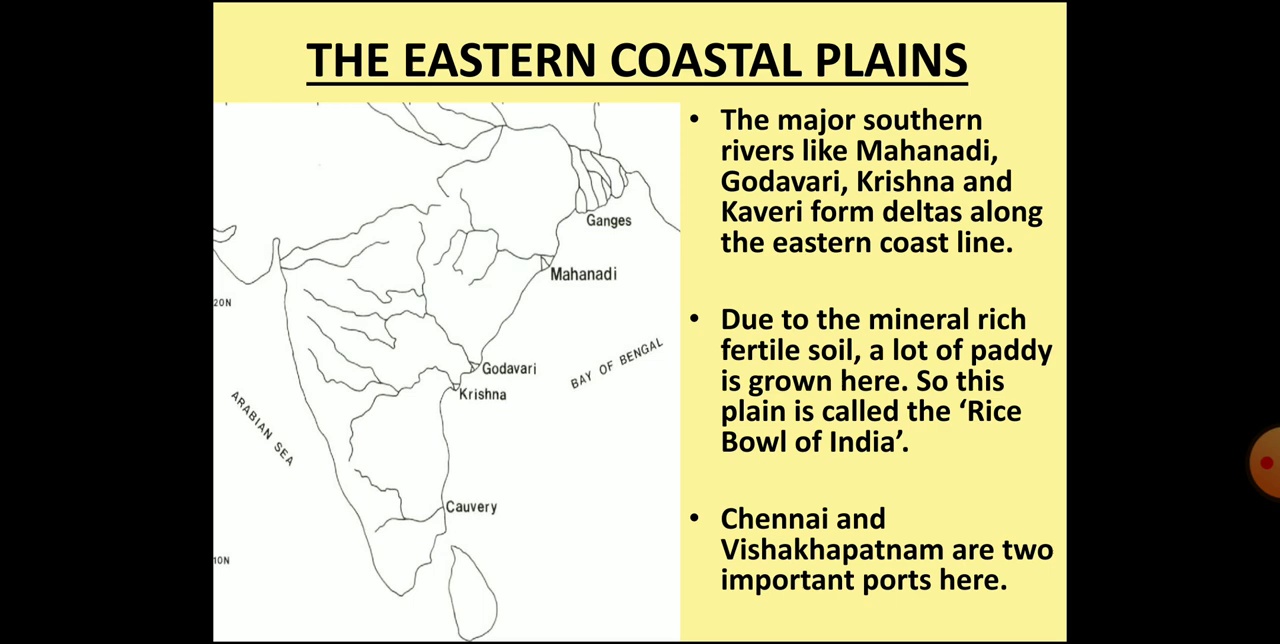 THE EASTERN COASTAL PLAINS
Ganges
Mahanadi
20N
Godavari
BAY OF BENGAL
Krishna
ARABIAN SEA
Cauvery
10N
• The major southern
rivers like Mahanadi,
Godavari, Krishna and
Kaveri form deltas along
the eastern coast line.
• Due to the mineral rich
fertile soil, a lot of paddy
is grown here. So this
plain is called the ‘Rice
Bowl of India’.
• Chennai and
Vishakhapatnam are two
important ports here.